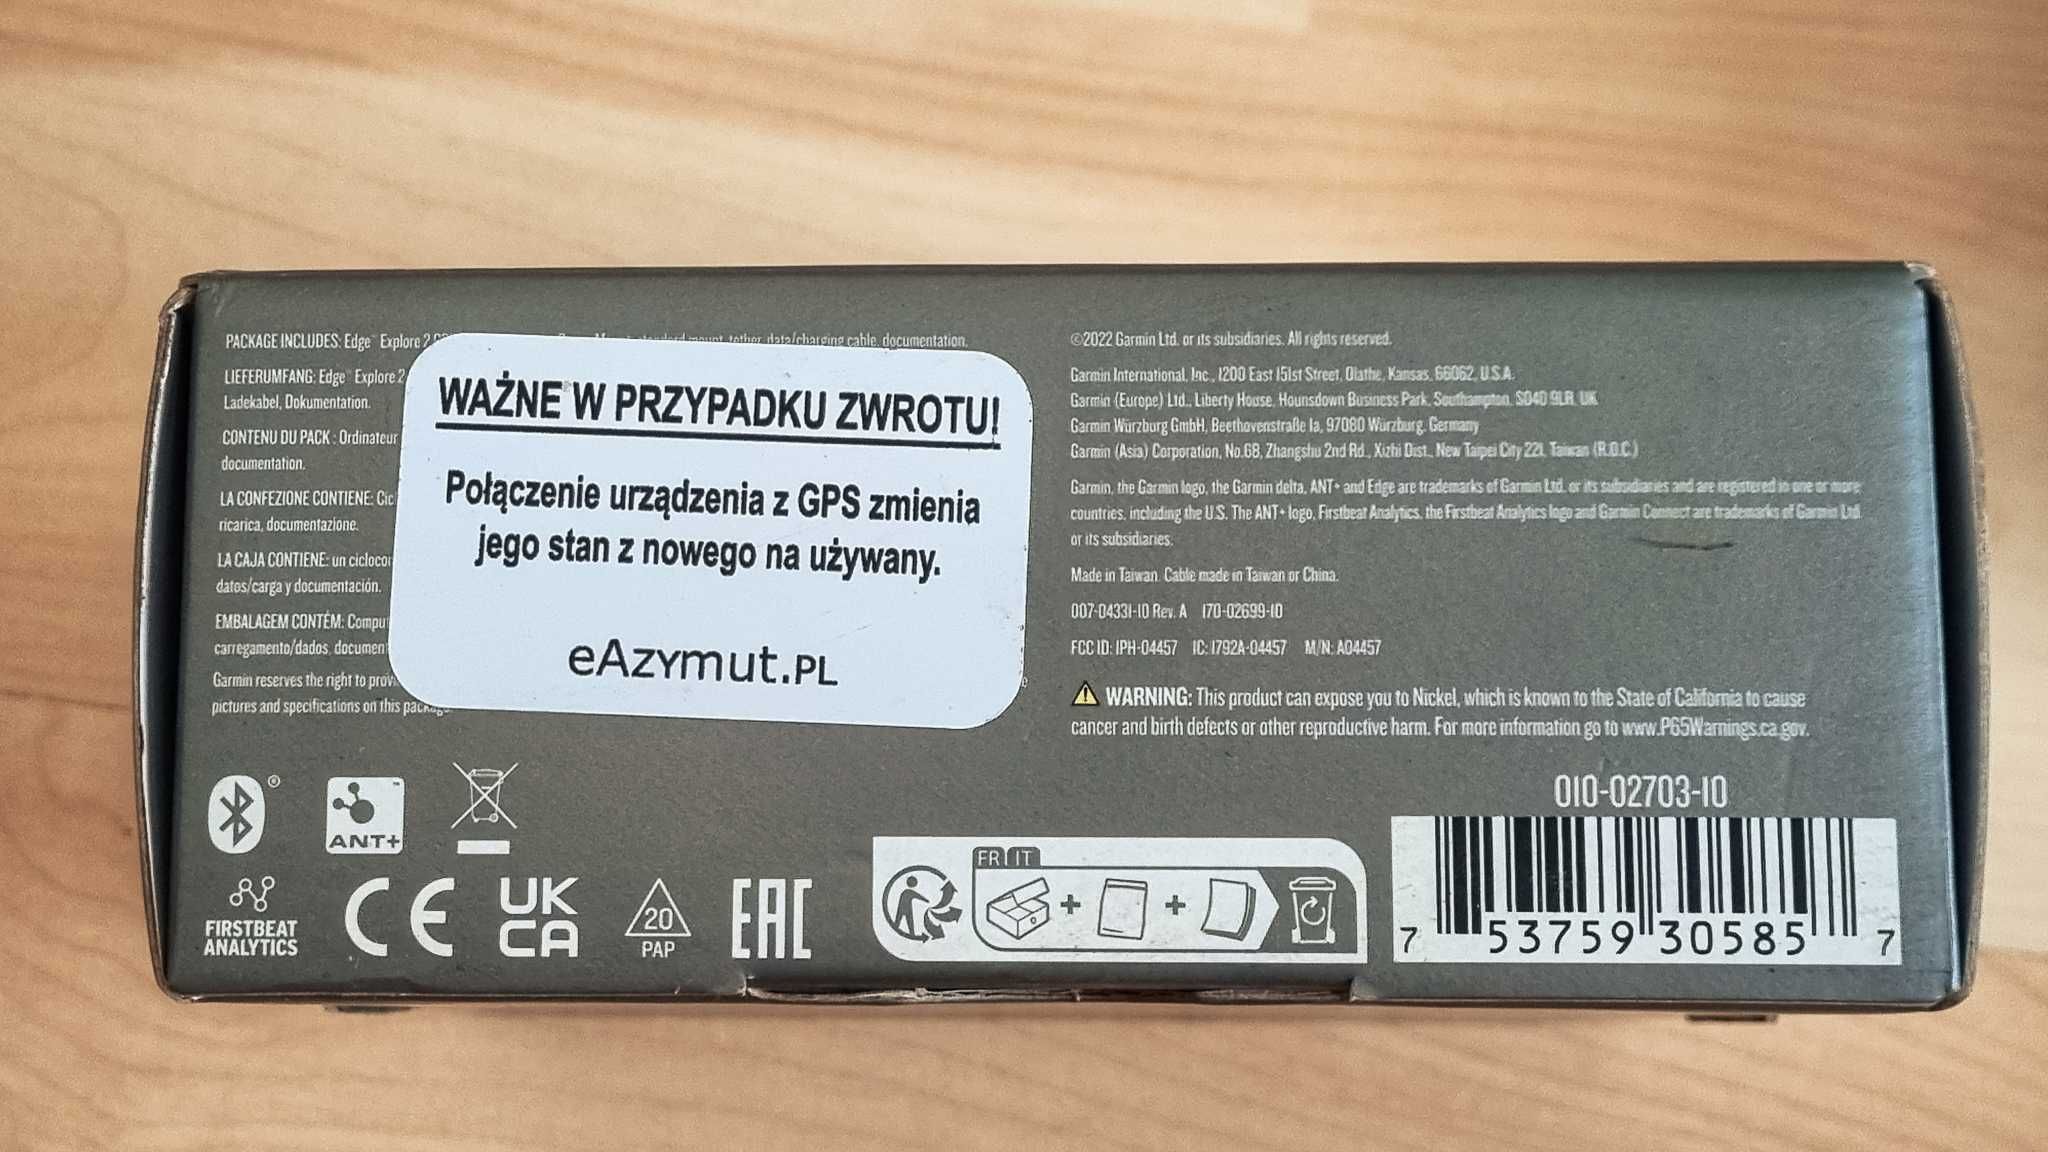 PACKAGE INCLUDES: Edge™ Explore 2 standard mount, tether, data/charging cable, documentation.
LIEFERUMFANG: Edge™ Explore 2
Ladekabel, Dokumentation.
CONTENU DU PACK : Ordinateur
documentation.
LA CONFEZIONE CONTIENE:
ricarica, documentazione.
LA CAJA CONTIENE: un
datos/carga y documentación.
EMBALAGEM CONTÉM:
carregamento/dados,
Garmin reserves the right to
pictures and specifications on this
WAŻNE W PRZYPADKU ZWROTU!
Połączenie urządzenia z GPS zmienia
jego stan z nowego na używany.
eAzymut.PL
©2022 Garmin Ltd. or its subsidiaries. All rights reserved.
Garmin International, Inc., 1200 East 151st Street, Olathe, Kansas, 66062, U.S.A.
Garmin (Europe) Ltd., Liberty House, Hounsdown Business Park, Southampton, SO40 9LR, UK
Garmin Würzburg GmbH, Beethovenstraße 1a, 97080 Würzburg, Germany
Garmin (Asia) Corporation, No.68, Zhangshu 2nd Rd., Xizhi Dist., New Taipei City 221, Taiwan (R.O.C.)
Garmin, the Garmin logo, the Garmin delta, ANT+ and Edge are trademarks of Garmin Ltd. or its subsidiaries and are registered in one or more
countries, including the U.S. The ANT+ logo, Firstbeat Analytics, the Firstbeat Analytics logo and Garmin Connect are trademarks of Garmin Ltd.
or its subsidiaries.
Made in Taiwan. Cable made in Taiwan or China.
007-04331-10 Rev. A 170-02699-10
FCC ID: IPH-04457 IC: 1792A-04457 M/N: A04457
WARNING: This product can expose you to Nickel, which is known to the State of California to cause
cancer and birth defects or other reproductive harm. For more information go to www.P65Warnings.ca.gov.
®
ANT+™
FIRSTBEAT
ANALYTICS
CE
UK
CA
20
PAP
EAC
FR IT
010-02703-10
7 53759 30585 7